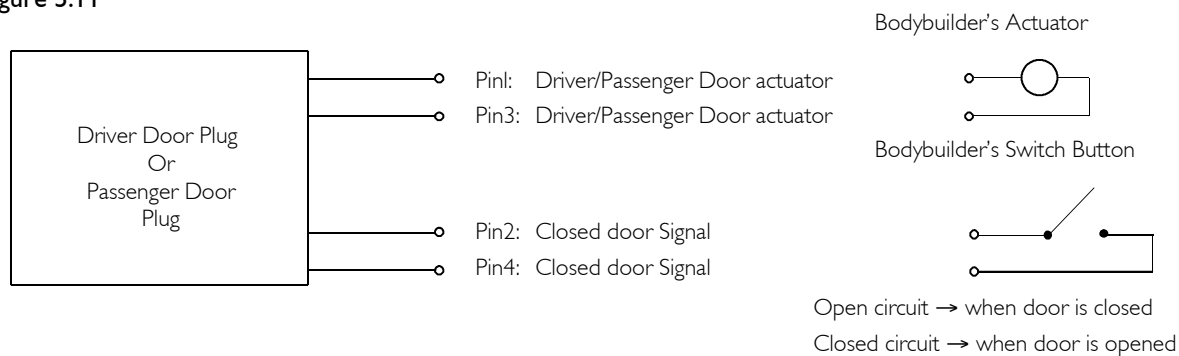 Bodybuilder's Actuator
Pin1: Driver/Passenger Door actuator
Pin3: Driver/Passenger Door actuator
Driver Door Plug
Or
Passenger Door
Plug
Bodybuilder's Switch Button
Pin2: Closed door Signal
Pin4: Closed door Signal
Open circuit → when door is closed
Closed circuit → when door is opened